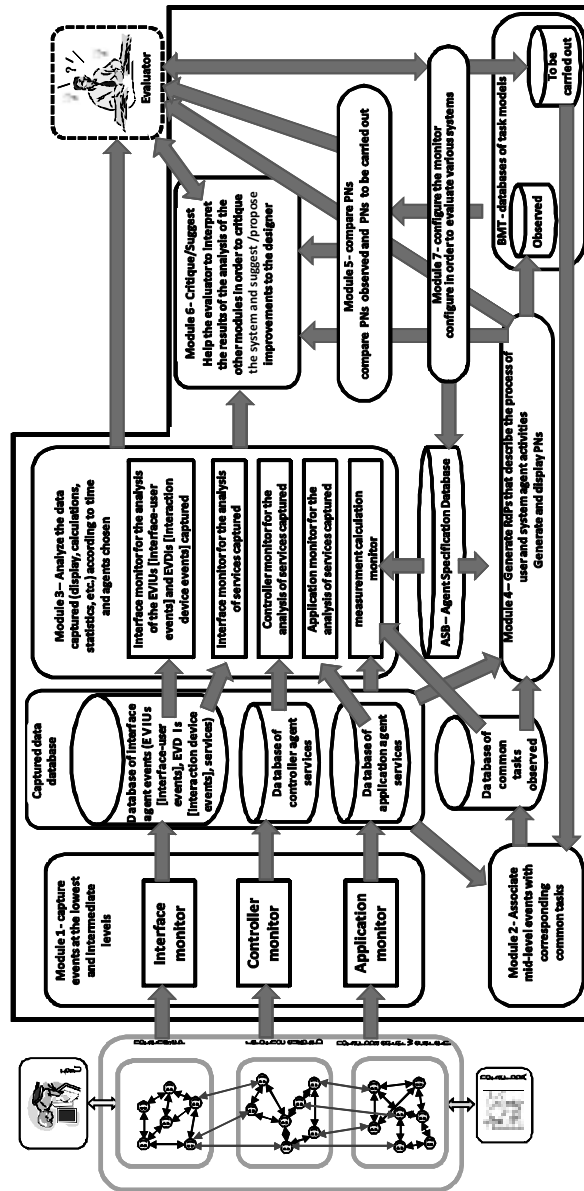 Module 1 - capture
events at the lowest
and intermediate
levels
Interface
monitor
Controller
monitor
Application
monitor
Module 2 - Associate
mid-level events with
corresponding
common tasks
Captured data
database
Database of interface
agent events (EVIUs
[interface-user
events], EVD Is
[interaction device
events], services)
Database of
controller agent
services
Database of
application agent
services
Database of
common tasks
observed
Module 3 – Analyze the data
captured (display, calculations,
statistics, etc.) according to time
and agents chosen
Interface monitor for the analysis
of the EVIUs [interface-user
events] and EVDIs [interaction
device events] captured
Interface monitor for the analysis
of services captured
Controller monitor for the
analysis of services captured
Application monitor for the
analysis of services captured
measurement calculation
monitor
ASB – Agent Specification Database
Module 4 – Generate RdPs that describe the process of
user and system agent activities
Generate and display PNs
Module 6 - Critique/Suggest
Help the evaluator to interpret
the results of the analysis of the
other modules in order to critique
the system and suggest /propose
improvements to the designer
Module 5 - compare PNs
compare PNs observed and PNs to be carried out
Module 7 - configure the monitor
configure in order to evaluate various systems
BMT - databases of task models
Observed
To be
carried out
Evaluator